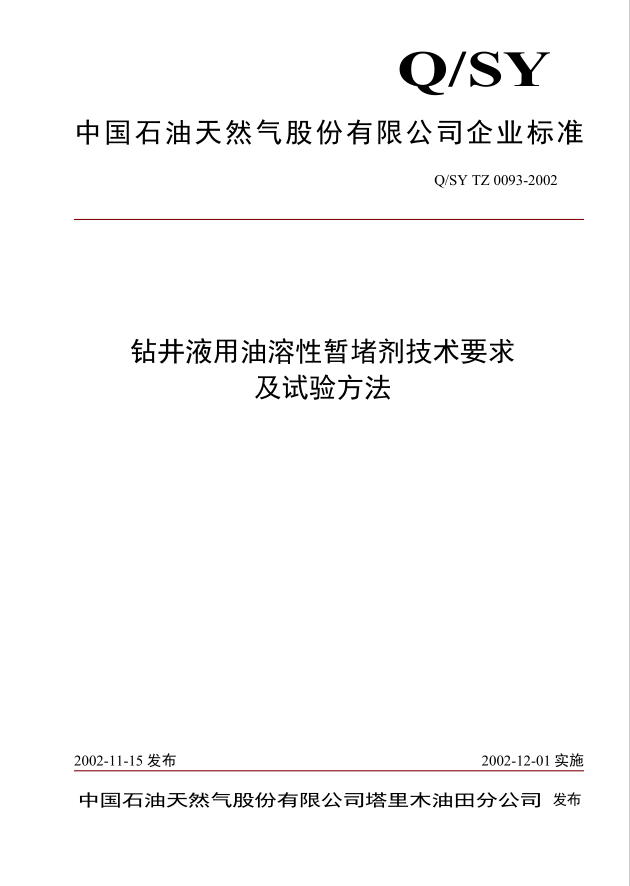 Q/SY
中国石油天然气股份有限公司企业标准
Q/SY TZ 0093-2002
钻井液用油溶性暂堵剂技术要求
及试验方法
2002-11-15 发布 2002-12-01 实施
中国石油天然气股份有限公司塔里木油田分公司 发布